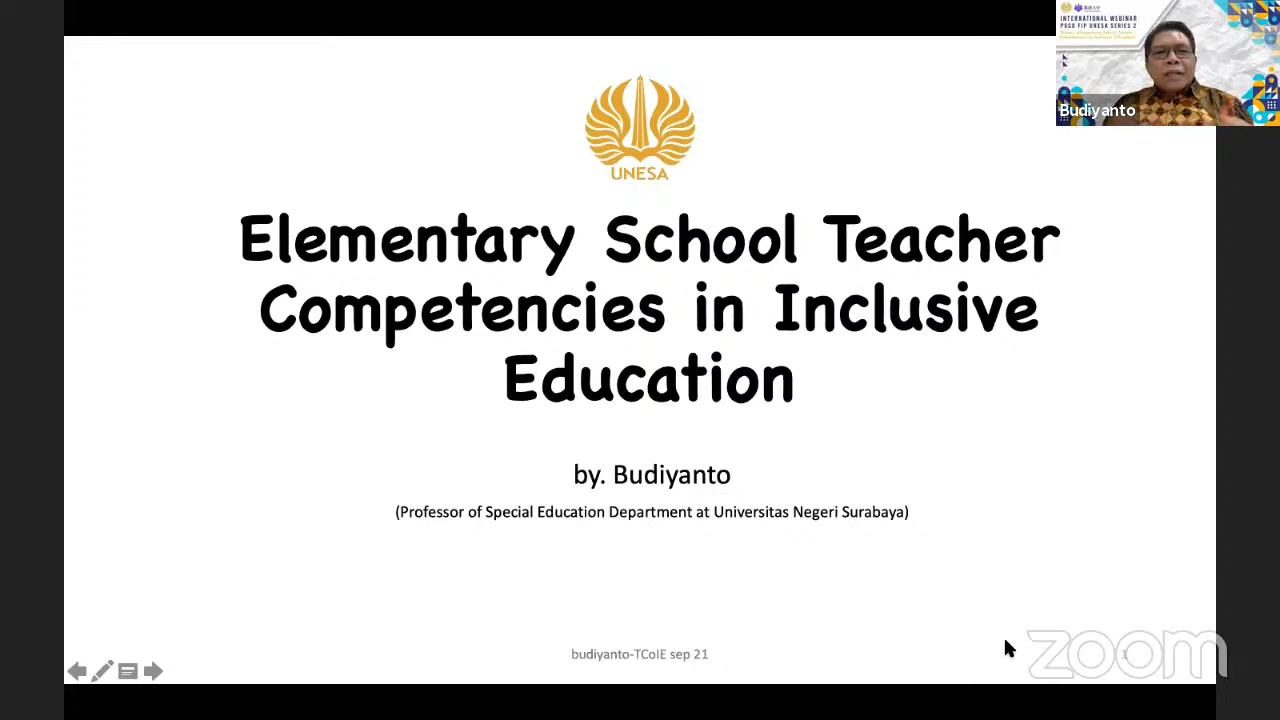 INTERNATIONAL WEBINAR
PGSD FIP UNESA SERIES 2
Budiyanto
UNESA
Elementary School Teacher
Competencies in Inclusive
Education
by. Budiyanto
(Professor of Special Education Department at Universitas Negeri Surabaya)
budiyanto-TCoIE sep 21
1
zoom